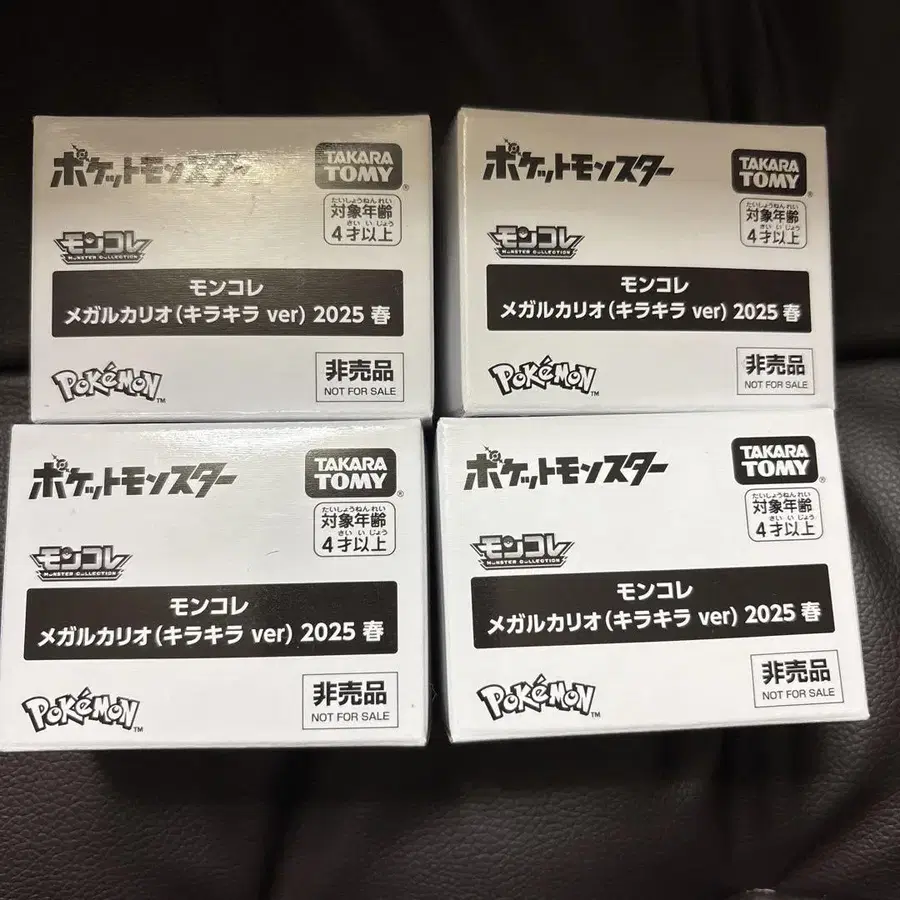 ポケットモンスター
TAKARA
TOMY®
たいしょうねんれい
対象年齢
さいいじょう
4才以上
モンコレ
MONSTER COLLECTION
モンコレ
メガルカリオ(キラキラ ver) 2025 春
POKéMON™
非売品
NOT FOR SALE
ポケットモンスター
TAKARA
TOMY®
たいしょうねんれい
対象年齢
さいいじょう
4才以上
モンコレ
MONSTER COLLECTION
モンコレ
メガルカリオ(キラキラ ver) 2025 春
POKéMON™
非売品
NOT FOR SALE
ポケットモンスター
TAKARA
TOMY®
たいしょうねんれい
対象年齢
さいいじょう
4才以上
モンコレ
MONSTER COLLECTION
モンコレ
メガルカリオ(キラキラ ver) 2025 春
POKéMON™
非売品
NOT FOR SALE
ポケットモンスター
TAKARA
TOMY®
たいしょうねんれい
対象年齢
さいいじょう
4才以上
モンコレ
MONSTER COLLECTION
モンコレ
メガルカリオ(キラキラ ver) 2025 春
POKéMON™
非売品
NOT FOR SALE